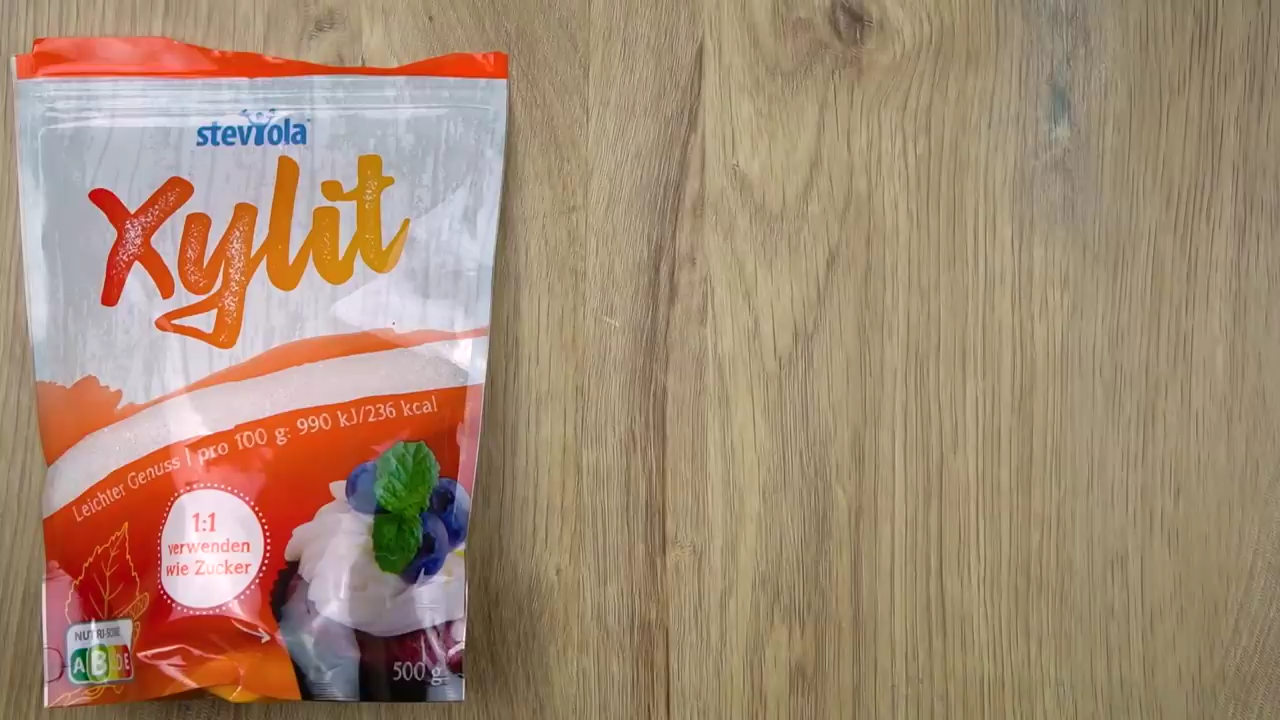 steviola
Xylit
Leichter Genuss | pro 100 g: 990 kJ/236 kcal
1:1
verwenden
wie Zucker
NUTRI-SCORE
A B C D E
500 g